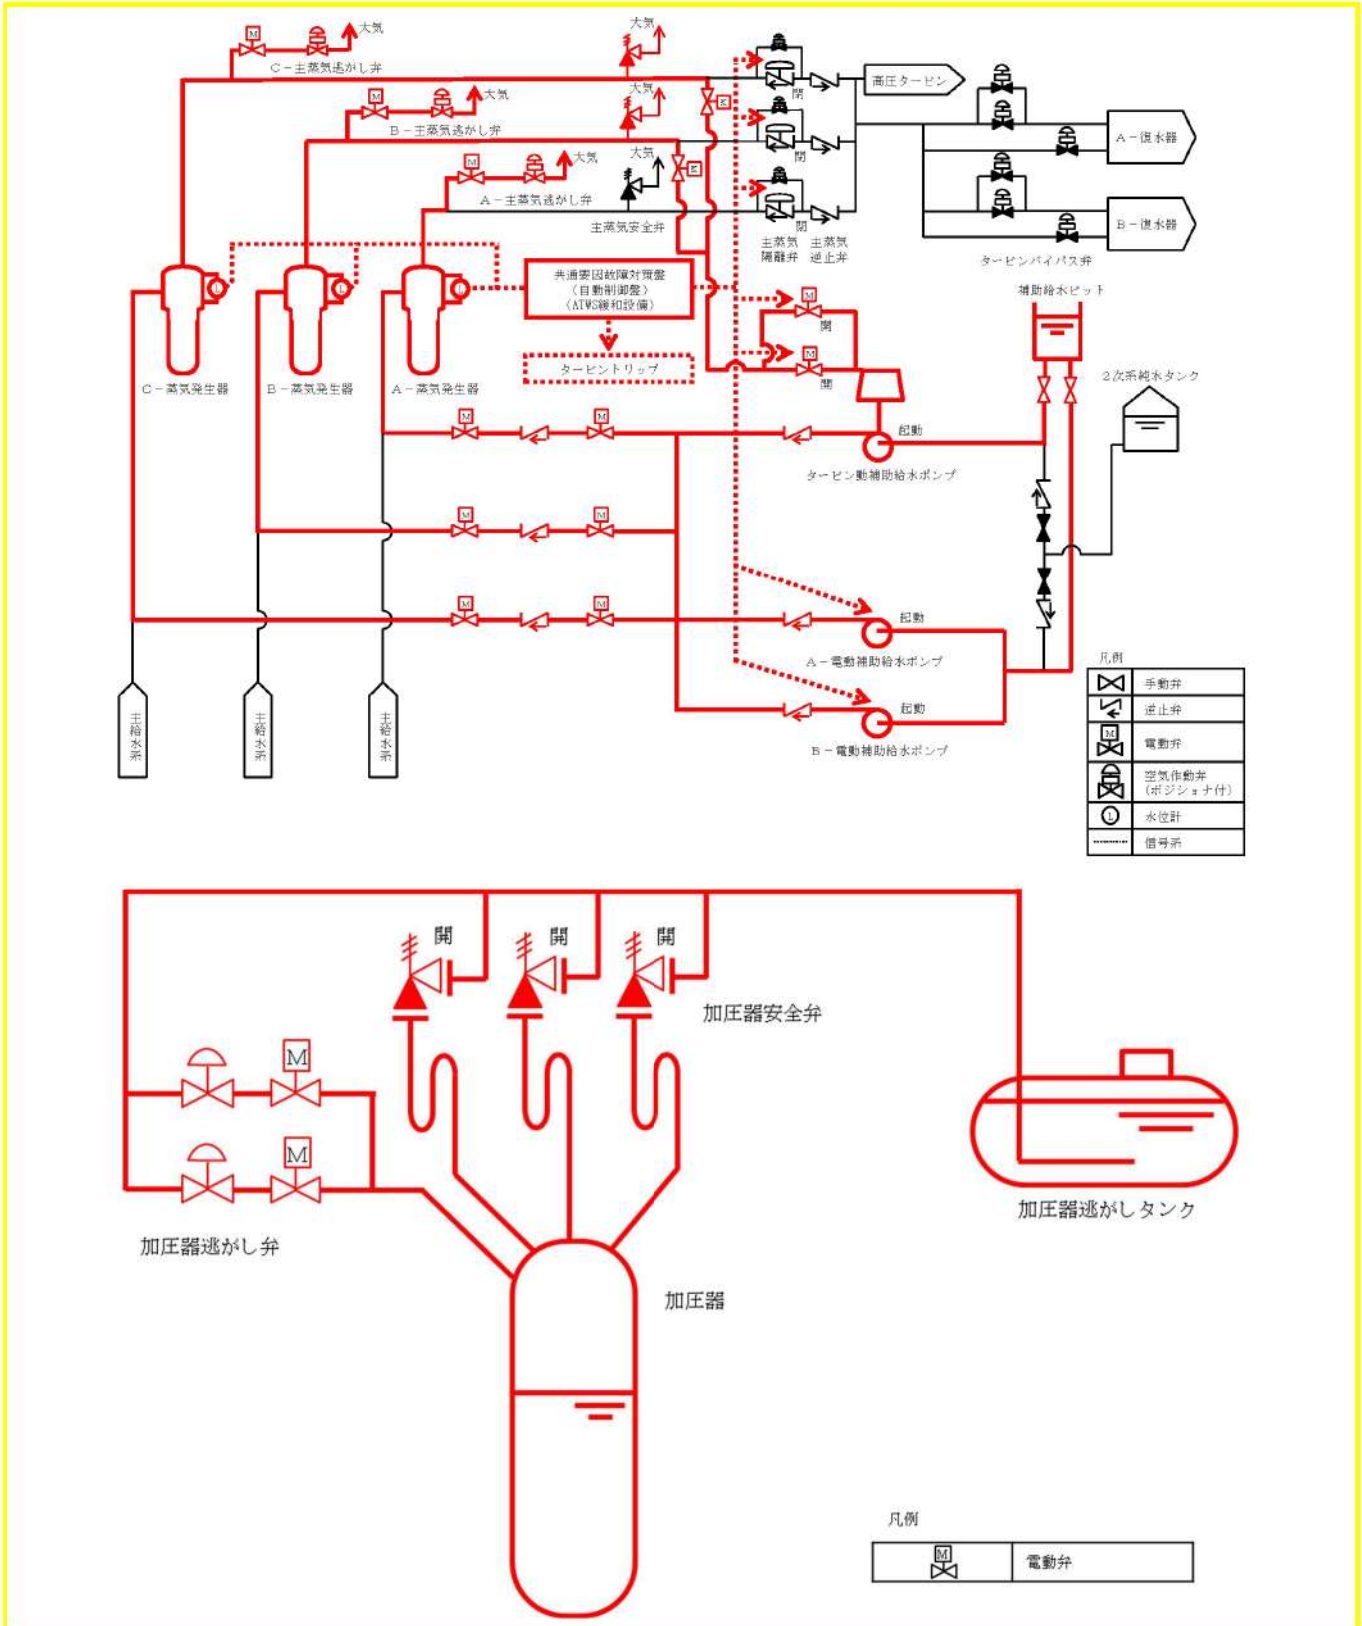 大気
C－主蒸気逃がし弁
大気
大気
B－主蒸気逃がし弁
大気
大気
A－主蒸気逃がし弁
大気
主蒸気安全弁
閉
閉
閉
主蒸気
隔離弁
主蒸気
逆止弁
高圧タービン
A－復水器
B－復水器
タービンバイパス弁
M
M
M
M
M
L
L
L
C－蒸気発生器
B－蒸気発生器
A－蒸気発生器
共通要因故障対策盤
（自動制御盤）
（ATWS緩和設備）
タービントリップ
M
開
M
開
補助給水ピット
2次系純水タンク
M
M
起動
タービン動補助給水ポンプ
M
M
M
M
起動
A－電動補助給水ポンプ
起動
B－電動補助給水ポンプ
主給水系
主給水系
主給水系
凡例
手動弁
逆止弁
M
電動弁
空気作動弁
(ポジショナ付)
L
水位計
信号系
開
開
開
加圧器安全弁
M
M
加圧器逃がし弁
加圧器逃がしタンク
加圧器
凡例
M
電動弁